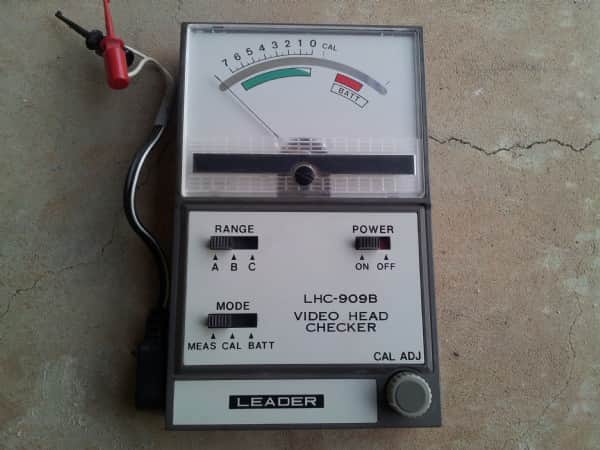 7 6 5 4 3 2 1 0 CAL
BATT
RANGE
A B C
POWER
ON OFF
MODE
MEAS CAL BATT
LHC-909B
VIDEO HEAD
CHECKER
CAL ADJ
LEADER